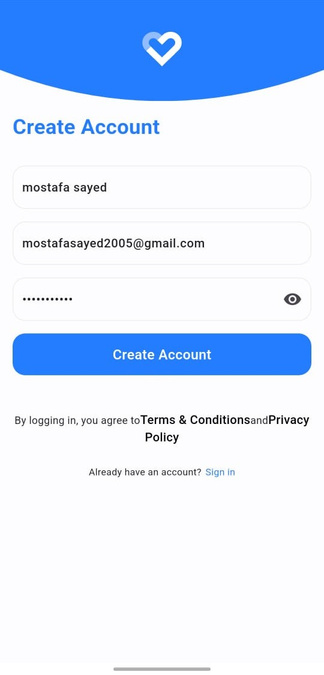 Create Account
mostafa sayed
mostafasayed2005@gmail.com
•••••••••••
Create Account
By logging in, you agree toTerms & ConditionsandPrivacy
Policy
Already have an account? Sign in